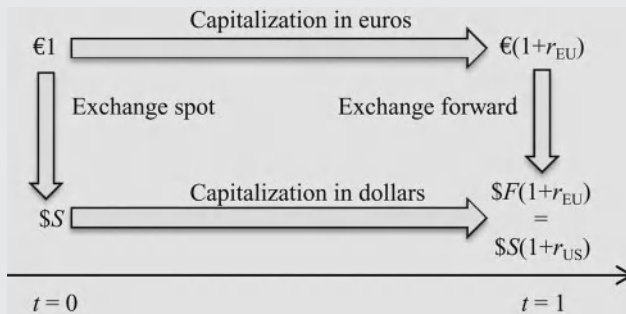 Capitalization in euros
€1
€(1+r_EU)
Exchange spot
Exchange forward
Capitalization in dollars
$S
$F(1+r_EU)
=
$S(1+r_US)
t = 0
t = 1